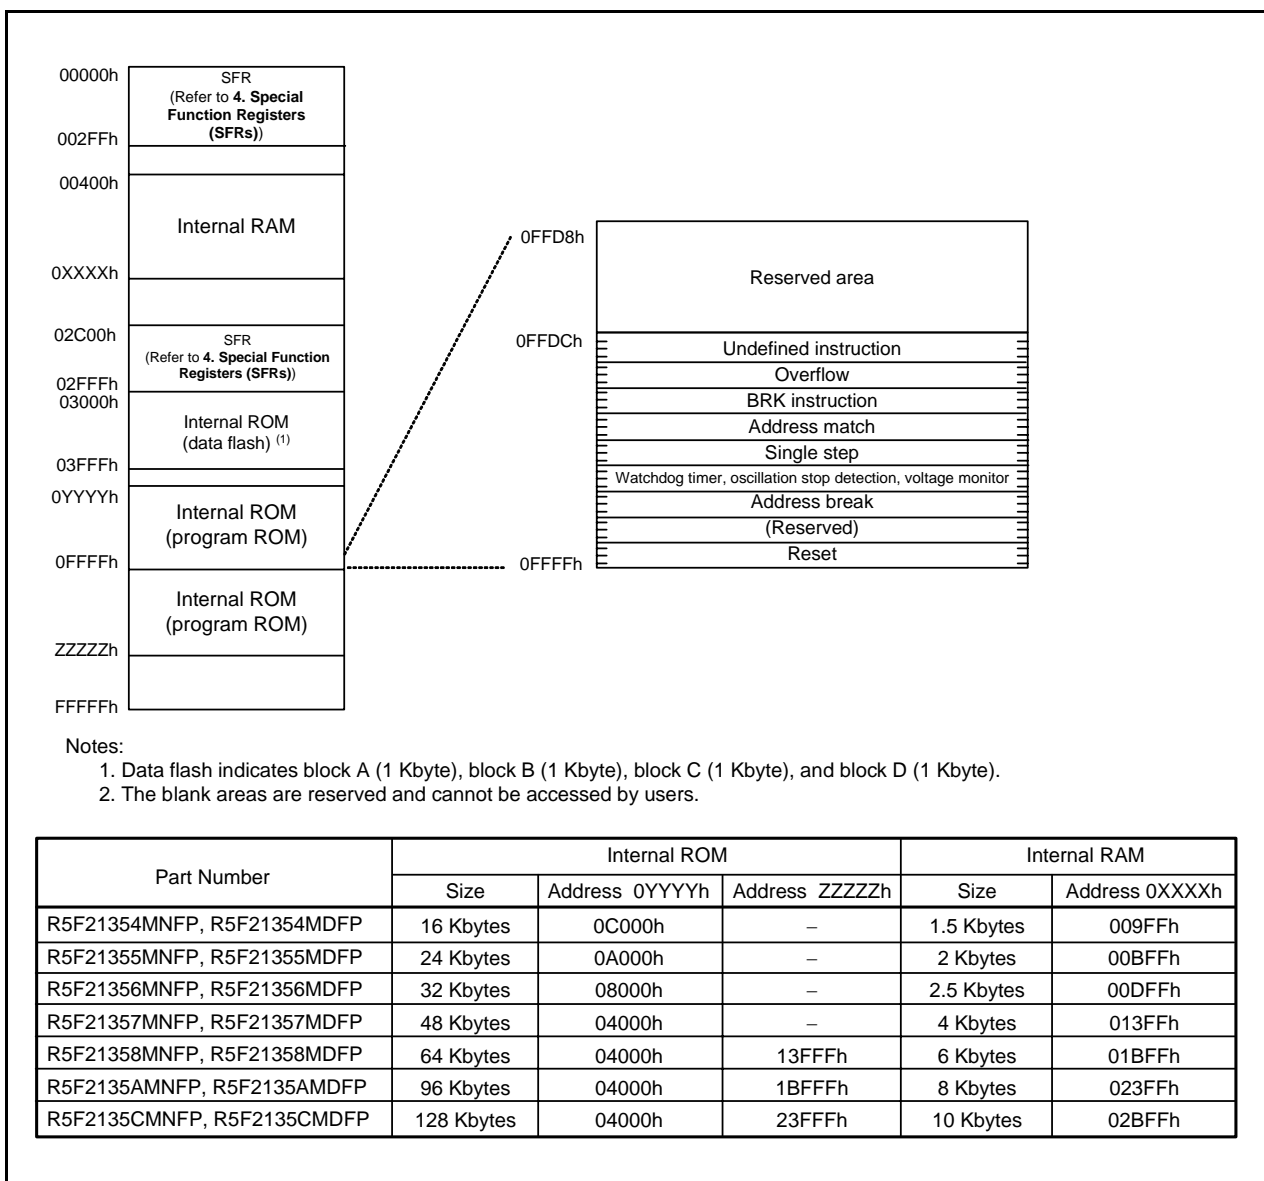 00000h
SFR
(Refer to 4. Special
Function Registers
(SFRs))
002FFh
00400h
Internal RAM
0XXXXh
02C00h
SFR
(Refer to 4. Special Function
Registers (SFRs))
02FFFh
03000h
Internal ROM
(data flash) (1)
03FFFh
0YYYYh
Internal ROM
(program ROM)
0FFFFh
Internal ROM
(program ROM)
ZZZZZh
FFFFFh
0FFD8h
Reserved area
0FFDCh
Undefined instruction
Overflow
BRK instruction
Address match
Single step
Watchdog timer, oscillation stop detection, voltage monitor
Address break
(Reserved)
Reset
0FFFFh
Notes:
1. Data flash indicates block A (1 Kbyte), block B (1 Kbyte), block C (1 Kbyte), and block D (1 Kbyte).
2. The blank areas are reserved and cannot be accessed by users.
Part Number Internal ROM Internal RAM
Size Address 0YYYYh Address ZZZZZh Size Address 0XXXXh
R5F21354MNFP, R5F21354MDFP 16 Kbytes 0C000h – 1.5 Kbytes 009FFh
R5F21355MNFP, R5F21355MDFP 24 Kbytes 0A000h – 2 Kbytes 00BFFh
R5F21356MNFP, R5F21356MDFP 32 Kbytes 08000h – 2.5 Kbytes 00DFFh
R5F21357MNFP, R5F21357MDFP 48 Kbytes 04000h – 4 Kbytes 013FFh
R5F21358MNFP, R5F21358MDFP 64 Kbytes 04000h 13FFFh 6 Kbytes 01BFFh
R5F2135AMNFP, R5F2135AMDFP 96 Kbytes 04000h 1BFFFh 8 Kbytes 023FFh
R5F2135CMNFP, R5F2135CMDFP 128 Kbytes 04000h 23FFFh 10 Kbytes 02BFFh